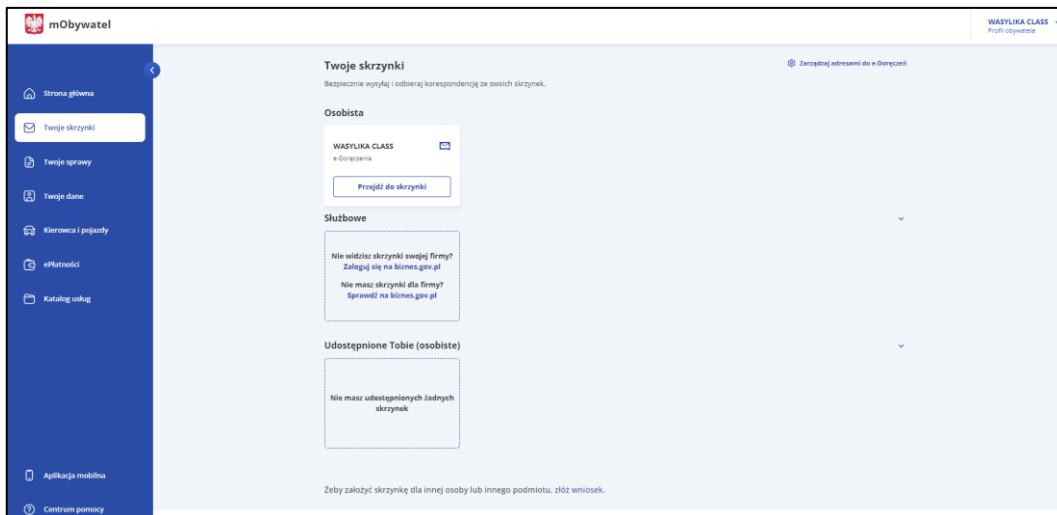 mObywatel
WASYLIKA CLASS
Profil obywatela
Strona główna
Twoje skrzynki
Twoje sprawy
Twoje dane
Kierowca i pojazdy
ePłatności
Katalog usług
Aplikacja mobilna
Centrum pomocy
Twoje skrzynki
Zarządzaj adresami do e-Doręczeń
Bezpiecznie wysyłaj i odbieraj korespondencję ze swoich skrzynek.
Osobista
WASYLIKA CLASS
e-Doręczenia
Przejdź do skrzynki
Służbowe
Nie widzisz skrzynki swojej firmy?
Zaloguj się na biznes.gov.pl
Nie masz skrzynki dla firmy?
Sprawdź na biznes.gov.pl
Udostępnione Tobie (osobiste)
Nie masz udostępnionych żadnych
skrzynek
Żeby założyć skrzynkę dla innej osoby lub innego podmiotu, złóż wniosek.